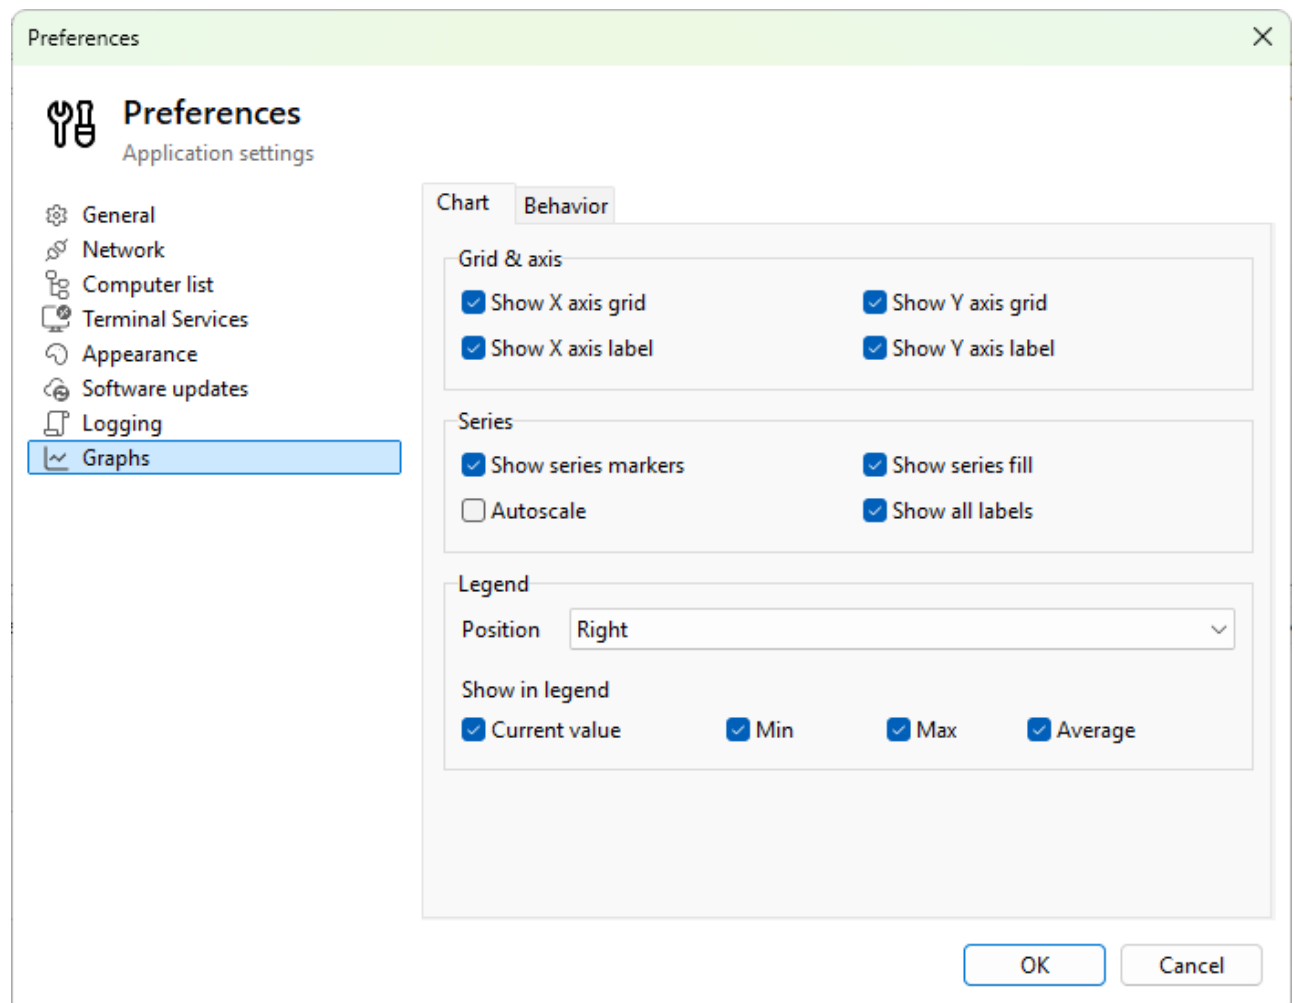 Preferences
Preferences
Application settings
General
Network
Computer list
Terminal Services
Appearance
Software updates
Logging
Graphs
Chart
Behavior
Grid & axis
Show X axis grid
Show Y axis grid
Show X axis label
Show Y axis label
Series
Show series markers
Show series fill
Autoscale
Show all labels
Legend
Position
Right
Show in legend
Current value
Min
Max
Average
OK
Cancel